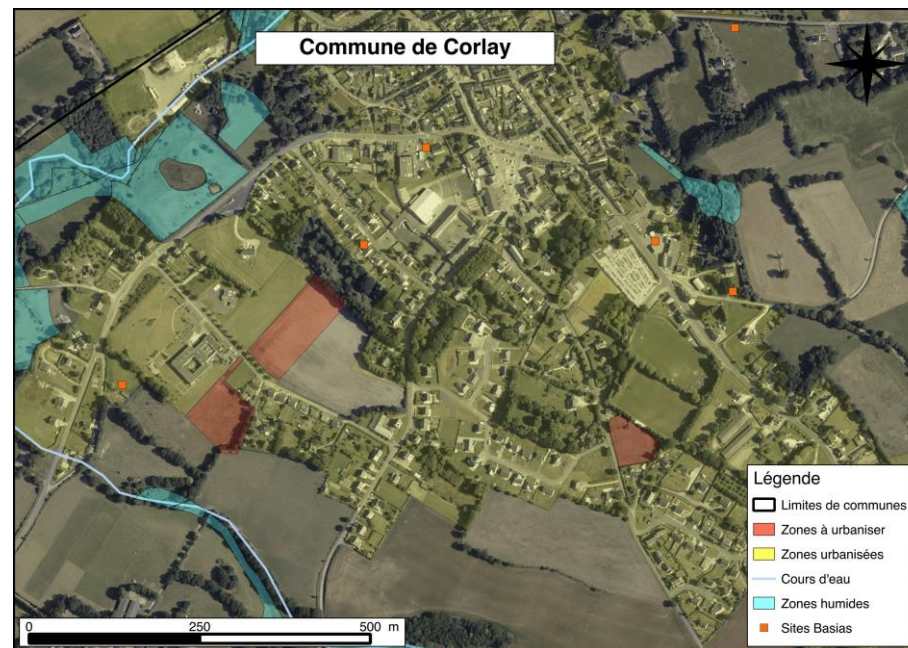 Commune de Corlay
Légende
Limites de communes
Zones à urbaniser
Zones urbanisées
Cours d'eau
Zones humides
Sites Basias
0 250 500 m